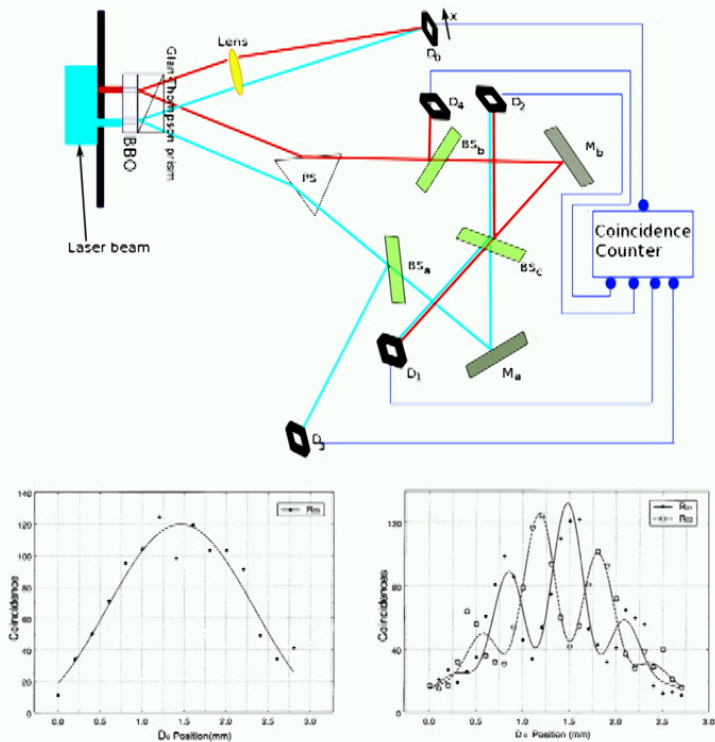 Lens
x
D0
Glan-Thompson prism
BBO
D4
D2
BSb
Mb
PS
Laser beam
BSa
BSc
Coincidence
Counter
D1
Ma
D3
140
120
100
80
60
40
20
0
Coincidence
0.0 0.5 1.0 1.5 2.0 2.5 3.0
D0 Position(mm)
R01
R02
120
80
40
0
Coincidences
0.0 0.5 1.0 1.5 2.0 2.5 3.0
D0 Position (mm)